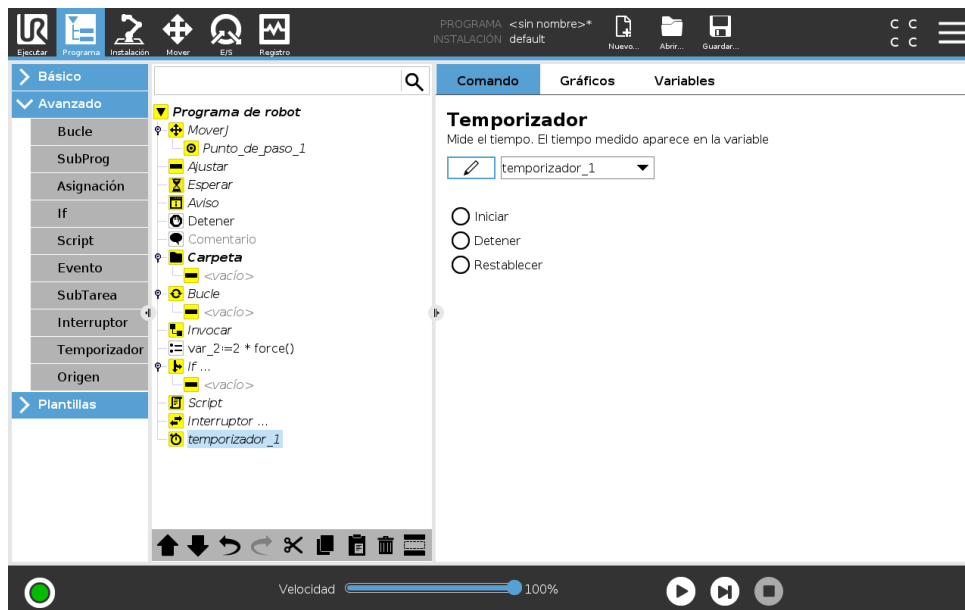 UR
PROGRAMA <sin nombre>*
INSTALACIÓN default
Ejecutar
Programa
Instalación
Mover
E/S
Registro
Nuevo...
Abrir...
Guardar...
C C
C C
Básico
Avanzado
Bucle
SubProg
Asignación
If
Script
Evento
SubTarea
Interruptor
Temporizador
Origen
Plantillas
Programa de robot
MoverJ
Punto_de_paso_1
Ajustar
Esperar
Aviso
Detener
Comentario
Carpeta
<vacío>
Bucle
<vacío>
Invocar
var_2:=2 * force()
If ...
<vacío>
Script
Interruptor ...
temporizador_1
Comando
Gráficos
Variables
Temporizador
Mide el tiempo. El tiempo medido aparece en la variable
temporizador_1
Iniciar
Detener
Restablecer
Velocidad
100%